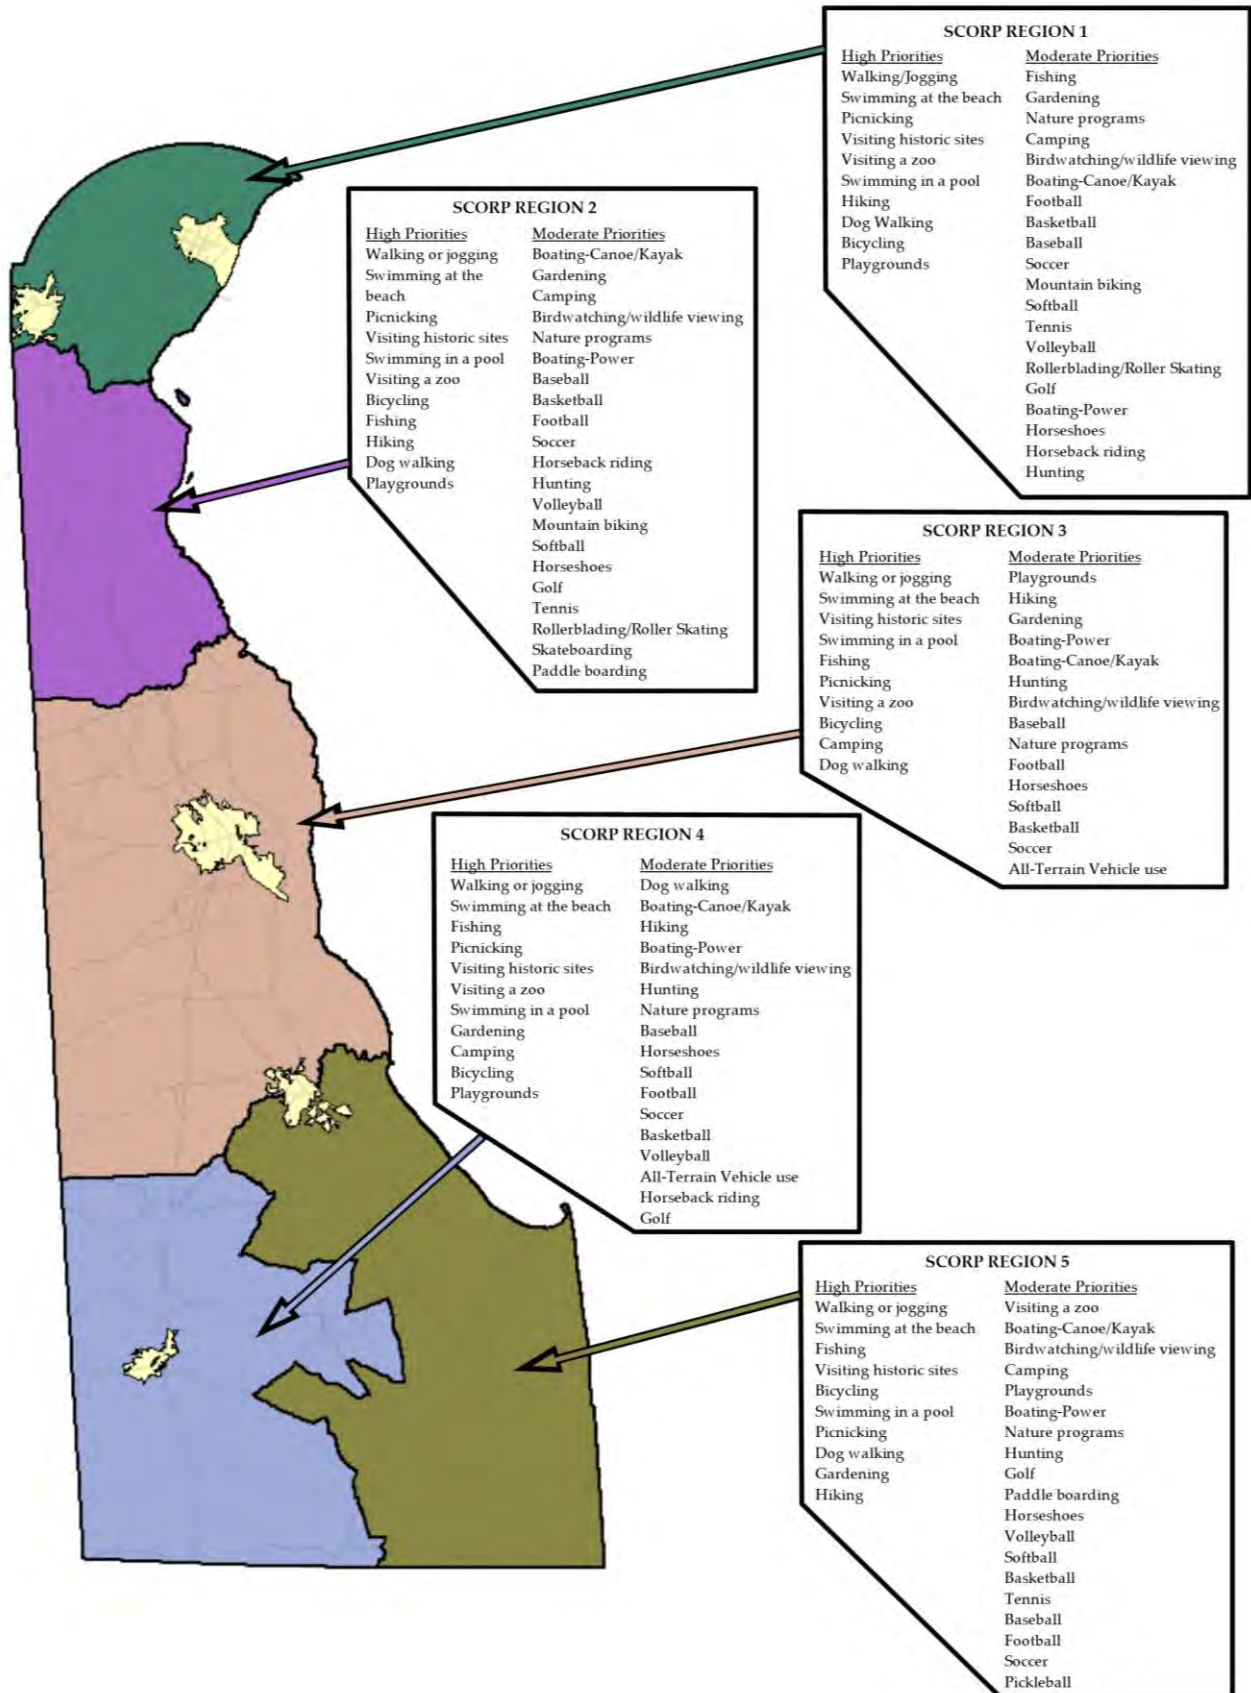 SCORP REGION 1
High Priorities
Walking/Jogging
Swimming at the beach
Picnicking
Visiting historic sites
Visiting a zoo
Swimming in a pool
Hiking
Dog Walking
Bicycling
Playgrounds
Moderate Priorities
Fishing
Gardening
Nature programs
Camping
Birdwatching/wildlife viewing
Boating-Canoe/Kayak
Football
Basketball
Baseball
Soccer
Mountain biking
Softball
Tennis
Volleyball
Rollerblading/Roller Skating
Golf
Boating-Power
Horseshoes
Horseback riding
Hunting
SCORP REGION 2
High Priorities
Walking or jogging
Swimming at the
beach
Picnicking
Visiting historic sites
Swimming in a pool
Visiting a zoo
Bicycling
Fishing
Hiking
Dog walking
Playgrounds
Moderate Priorities
Boating-Canoe/Kayak
Gardening
Camping
Birdwatching/wildlife viewing
Nature programs
Boating-Power
Baseball
Basketball
Football
Soccer
Horseback riding
Hunting
Volleyball
Mountain biking
Softball
Horseshoes
Golf
Tennis
Rollerblading/Roller Skating
Skateboarding
Paddle boarding
SCORP REGION 3
High Priorities
Walking or jogging
Swimming at the beach
Visiting historic sites
Swimming in a pool
Fishing
Picnicking
Visiting a zoo
Bicycling
Camping
Dog walking
Moderate Priorities
Playgrounds
Hiking
Gardening
Boating-Power
Boating-Canoe/Kayak
Hunting
Birdwatching/wildlife viewing
Baseball
Nature programs
Football
Horseshoes
Softball
Basketball
Soccer
All-Terrain Vehicle use
SCORP REGION 4
High Priorities
Walking or jogging
Swimming at the beach
Fishing
Picnicking
Visiting historic sites
Visiting a zoo
Swimming in a pool
Gardening
Camping
Bicycling
Playgrounds
Moderate Priorities
Dog walking
Boating-Canoe/Kayak
Hiking
Boating-Power
Birdwatching/wildlife viewing
Hunting
Nature programs
Baseball
Horseshoes
Softball
Football
Soccer
Basketball
Volleyball
All-Terrain Vehicle use
Horseback riding
Golf
SCORP REGION 5
High Priorities
Walking or jogging
Swimming at the beach
Fishing
Visiting historic sites
Bicycling
Swimming in a pool
Picnicking
Dog walking
Gardening
Hiking
Moderate Priorities
Visiting a zoo
Boating-Canoe/Kayak
Birdwatching/wildlife viewing
Camping
Playgrounds
Boating-Power
Nature programs
Hunting
Golf
Paddle boarding
Horseshoes
Volleyball
Softball
Basketball
Tennis
Baseball
Football
Soccer
Pickleball